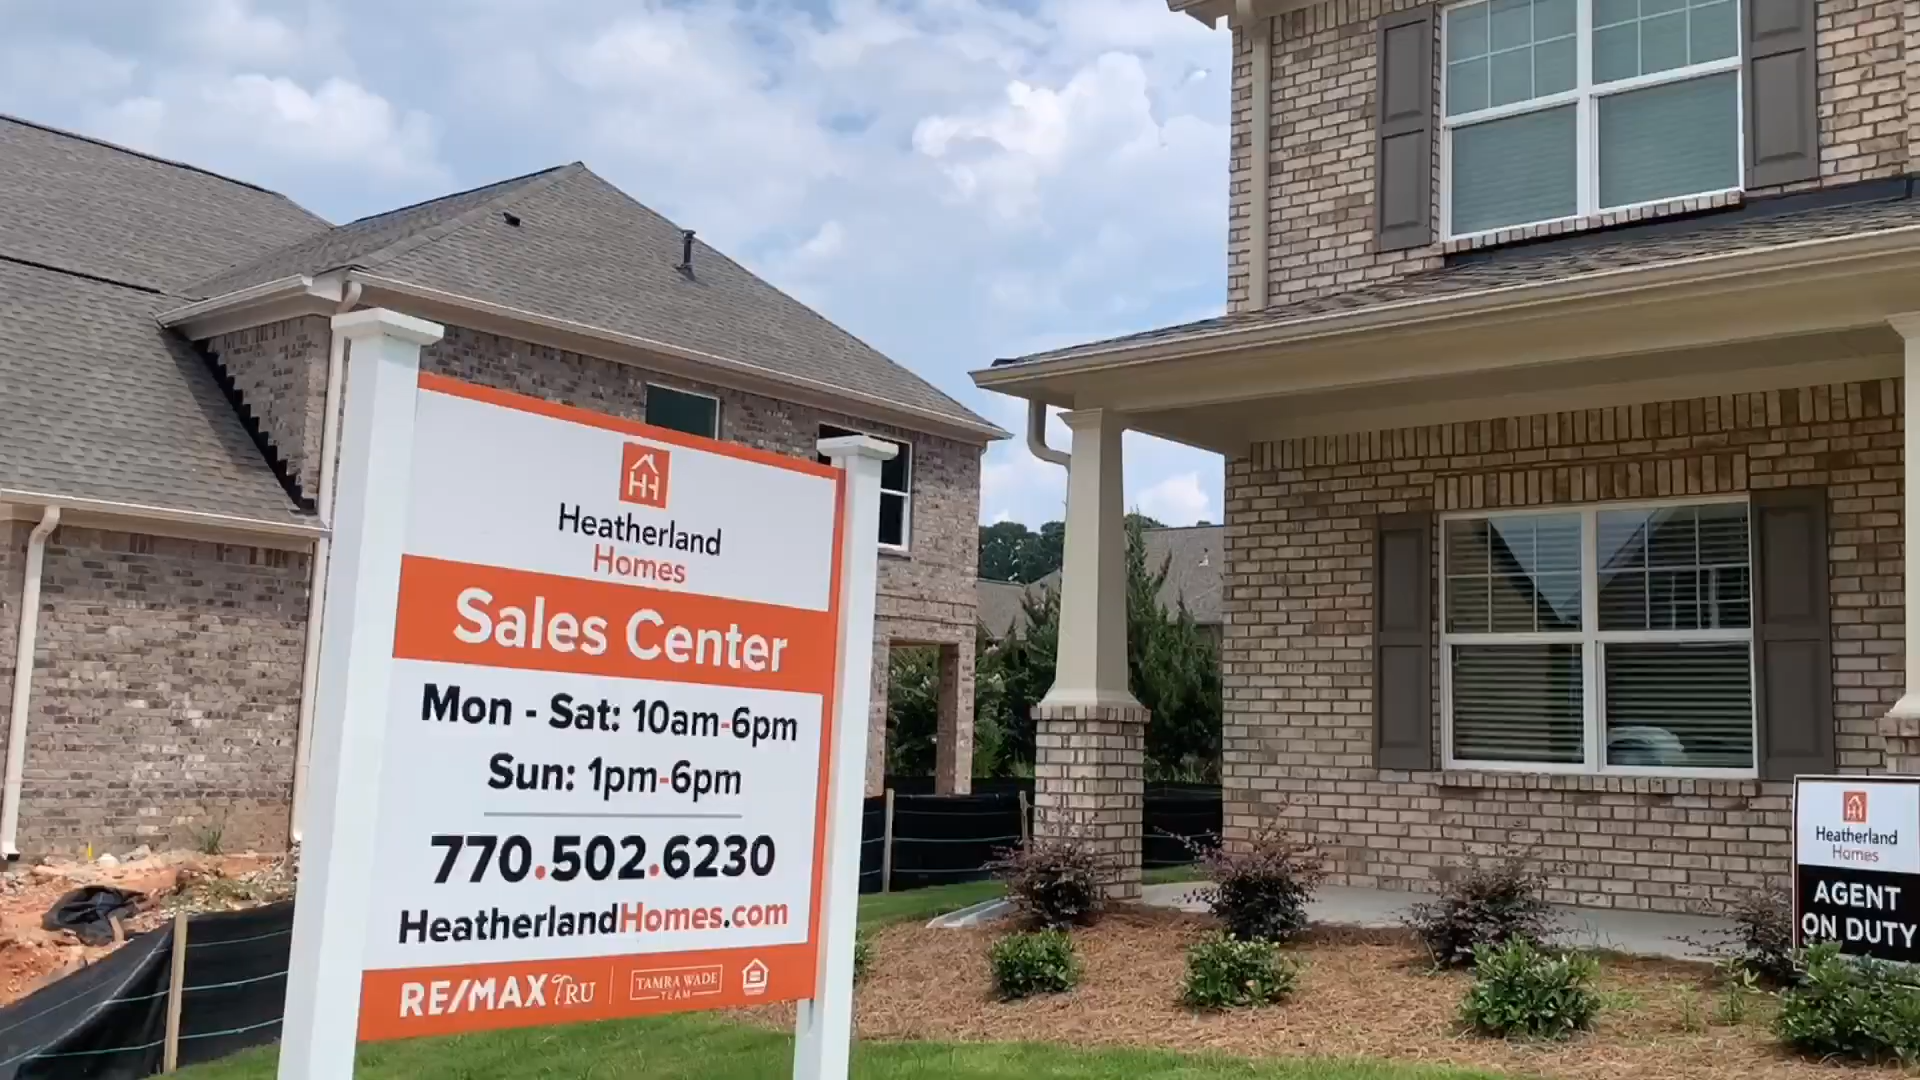 Heatherland
Homes
Sales Center
Mon - Sat: 10am-6pm
Sun: 1pm-6pm
770.502.6230
HeatherlandHomes.com
RE/MAX TRU
TAMRA WADE
TEAM
Heatherland
Homes
AGENT
ON DUTY